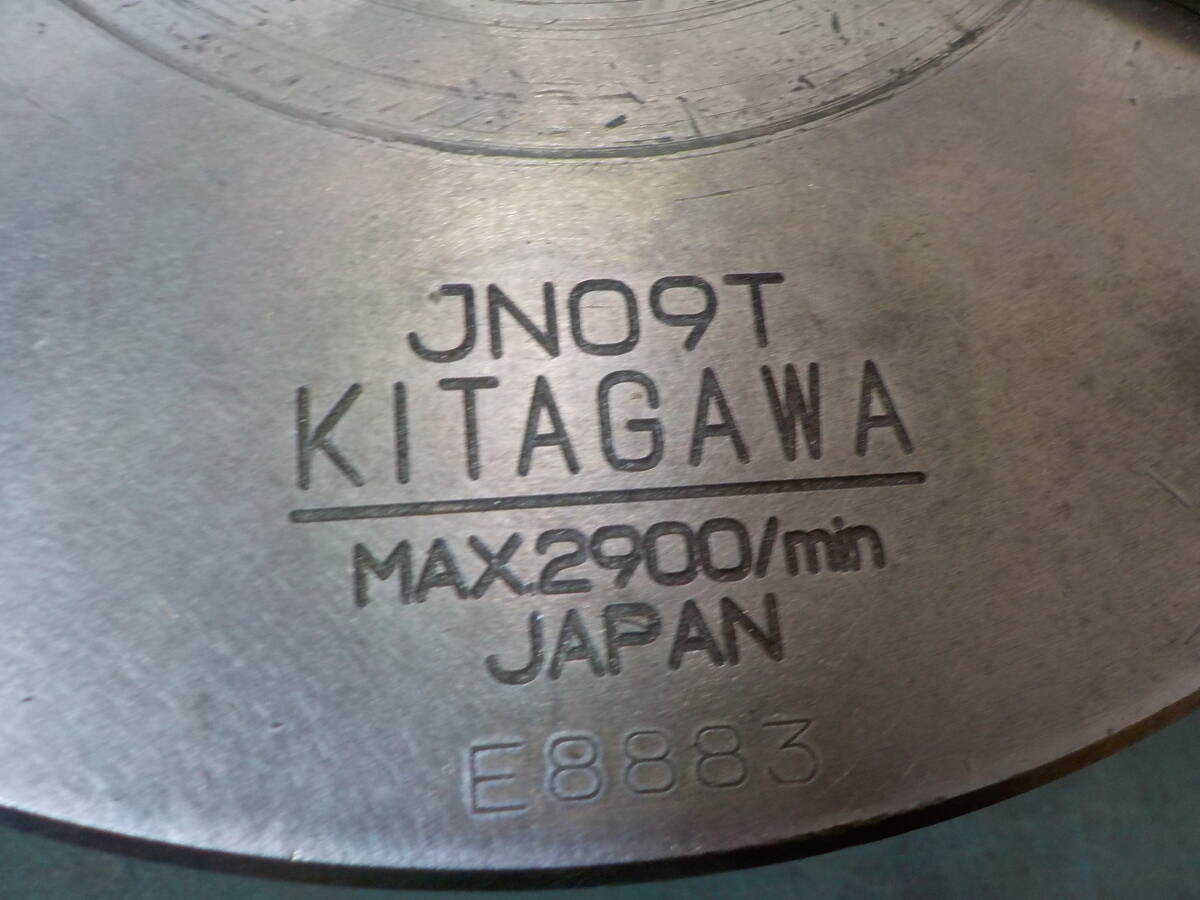 JN09T
KITAGAWA
MAX.2900/min
JAPAN
E8883